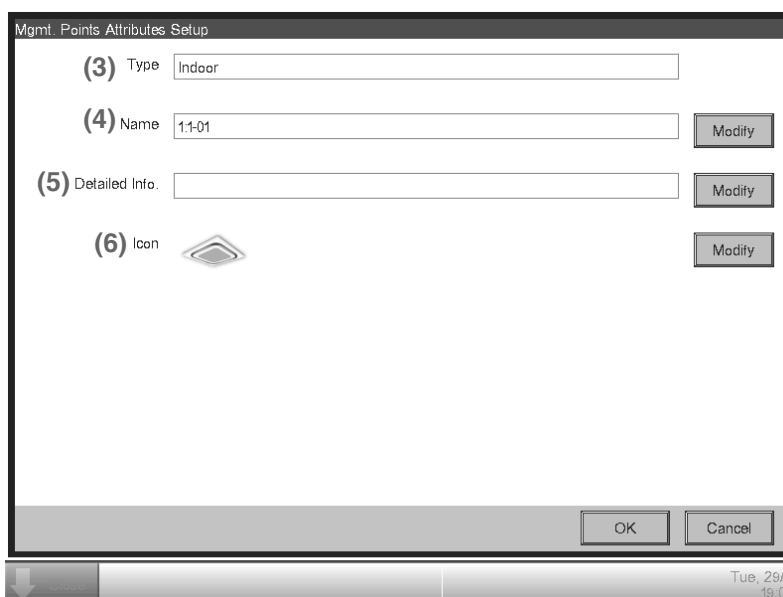 Mgmt. Points Attributes Setup
(3) Type Indoor
(4) Name 1:1-01 Modify
(5) Detailed Info. Modify
(6) Icon Modify
OK Cancel
Close
Tue, 29